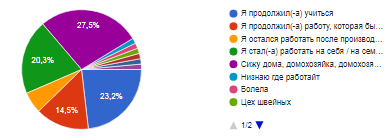 27,5%
20,3%
14,5%
23,2%
Я продолжил(-а) учиться
Я продолжил(-а) работу, которая бы…
Я остался работать после производ…
Я стал(-а) работать на себя / на сем…
Сижу дома, домохозяйка, домохозя…
Низнаю где работайт
Болела
Цех швейных
1/2